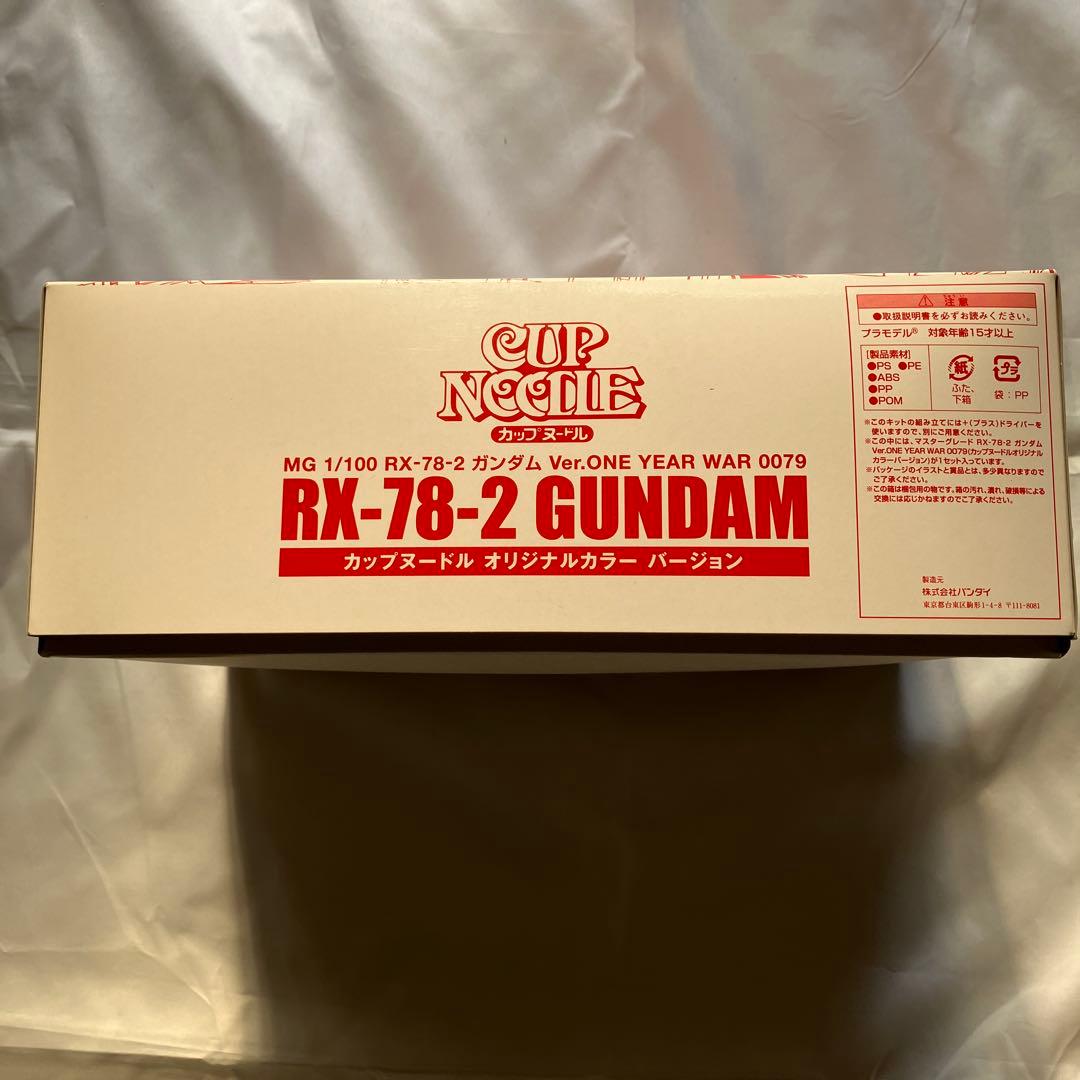 CUP
NOODLE
カップヌードル
MG 1/100 RX-78-2 ガンダム Ver.ONE YEAR WAR 0079
RX-78-2 GUNDAM
カップヌードル オリジナルカラー バージョン
⚠ 注意
●取扱説明書を必ずお読みください。
プラモデル® 対象年齢15才以上
[製品素材]
●PS ●PE
●ABS
●PP
●POM
紙
ふた、
下箱
プラ
袋：PP
※このキットの組み立てには+(プラス)ドライバーを
使いますので、別にご用意ください。
※この中には、マスターグレード RX-78-2 ガンダム
Ver.ONE YEAR WAR 0079(カップヌードルオリジナル
カラーバージョン)が1セット入っています。
※パッケージのイラストと賞品とは、多少異なりますので
ご了承ください。
※この箱は梱包用の物です。箱の汚れ、潰れ、破損等による
交換には応じかねますのでご了承ください。
製造元
株式会社バンダイ
東京都台東区駒形1-4-8 〒111-8081